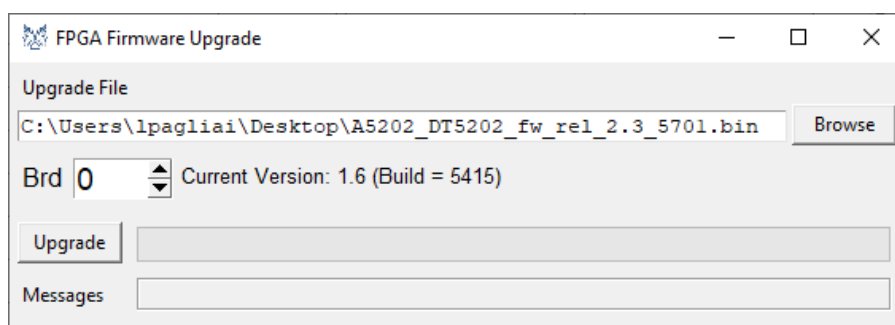 FPGA Firmware Upgrade
Upgrade File
C:\Users\lpagliai\Desktop\A5202_DT5202_fw_rel_2.3_5701.bin Browse
Brd 0 Current Version: 1.6 (Build = 5415)
Upgrade
Messages